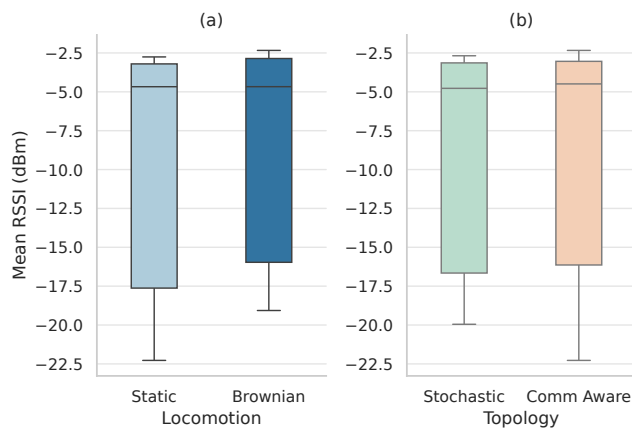 (a)
(b)
Mean RSSI (dBm)
−2.5
−5.0
−7.5
−10.0
−12.5
−15.0
−17.5
−20.0
−22.5
Static Brownian
Locomotion
−2.5
−5.0
−7.5
−10.0
−12.5
−15.0
−17.5
−20.0
−22.5
Stochastic Comm Aware
Topology